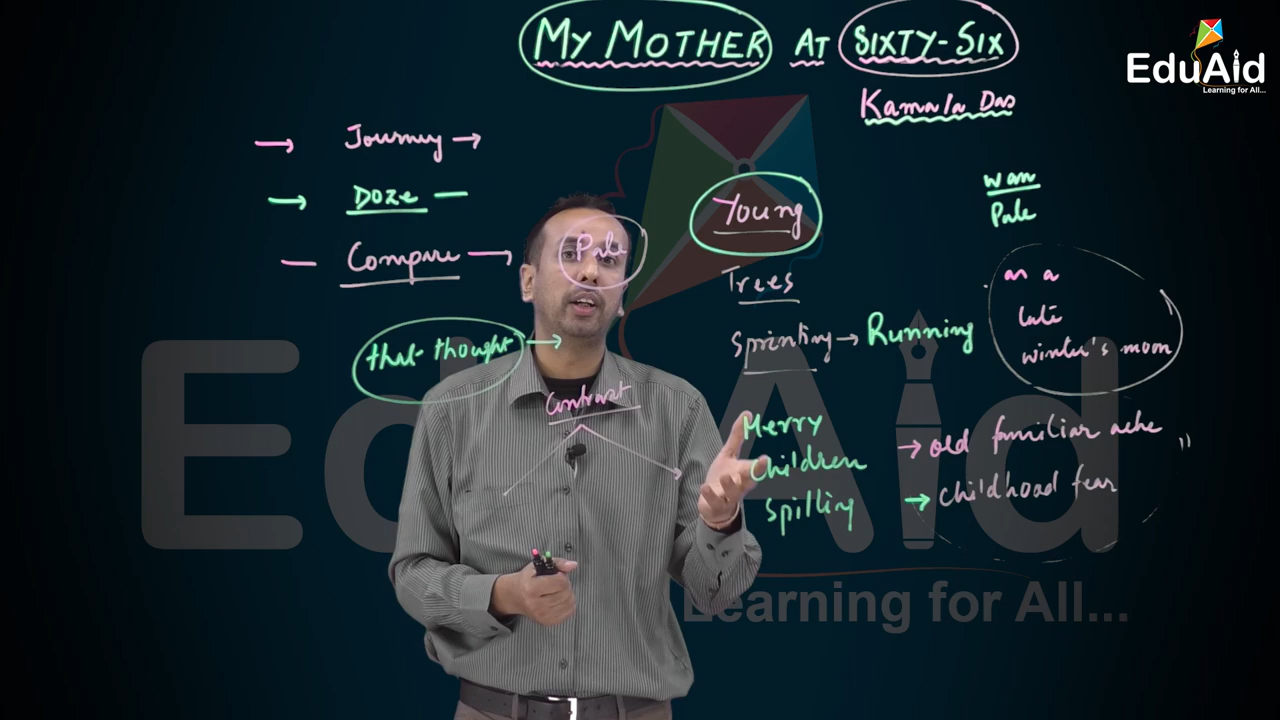 MY MOTHER AT SIXTY-SIX
Kamala Das
EduAid
Learning for All...
Journey
Doze
Compare
Pale
that thought
Contrast
Young
Trees
Sprinting → Running
Merry
Children
Spilling
wan
Pale
as a
late
winter's moon
old familiar ache
childhood fear
EduAid
Learning for All...